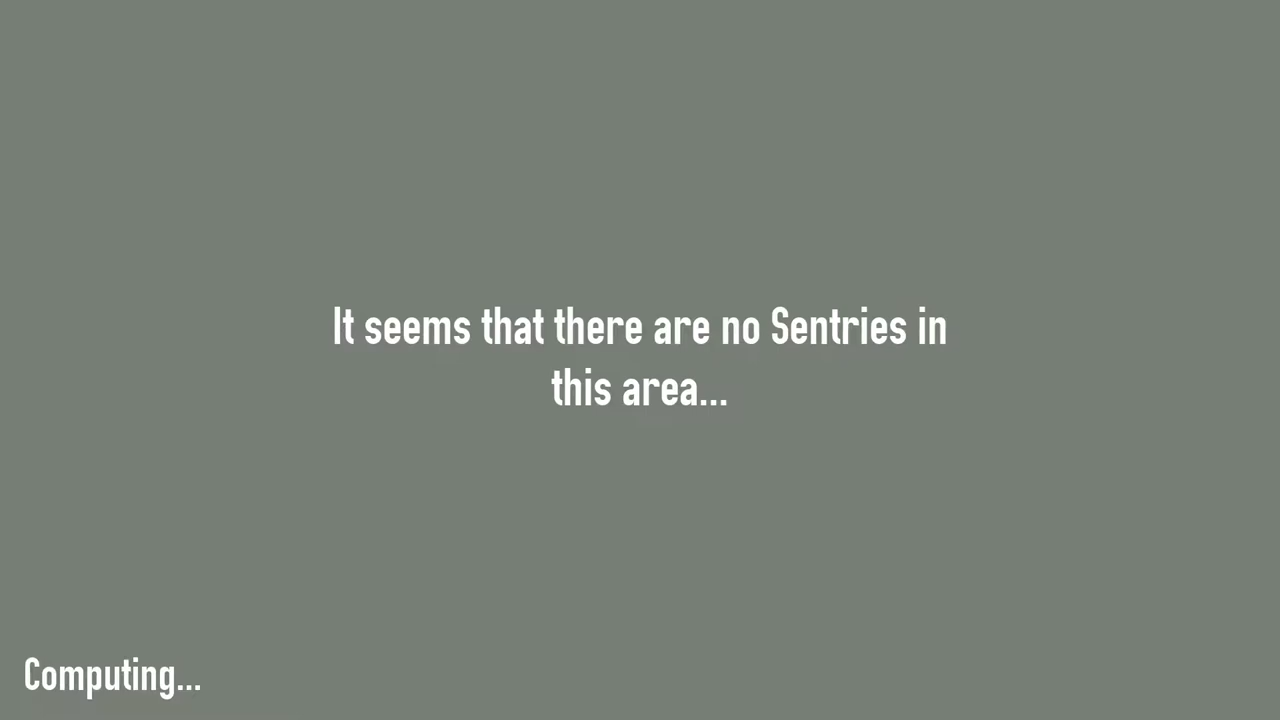 It seems that there are no Sentries in
this area...
Computing...